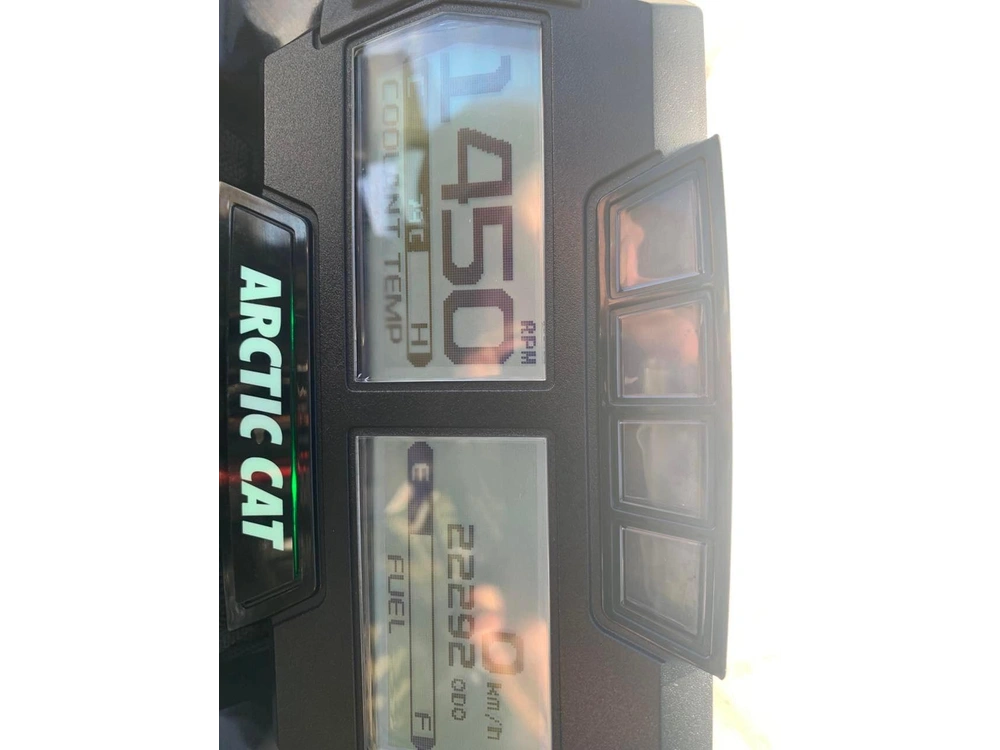 RPM
1450
C H
COOLANT TEMP
0 km/h
22292 ODO
E F
FUEL
ARCTIC CAT